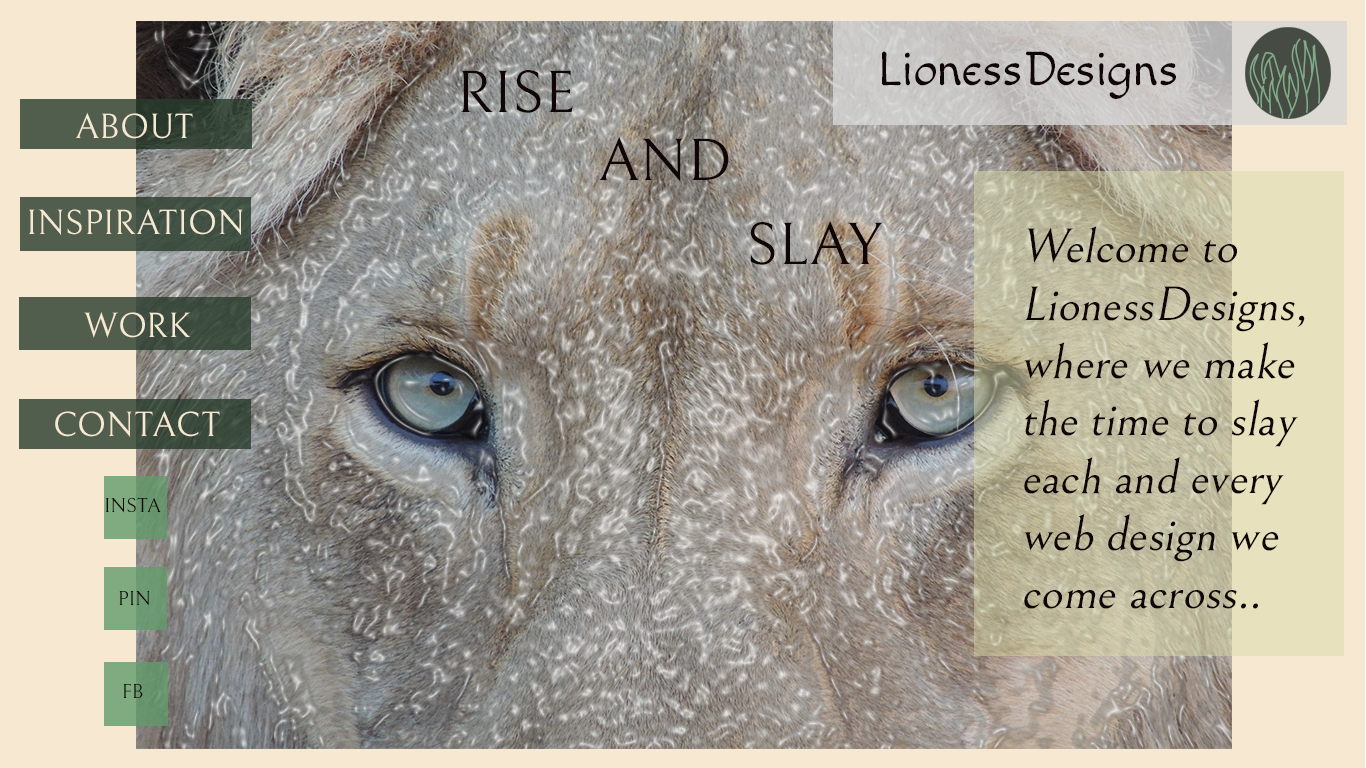 LionessDesigns
RISE
AND
SLAY
ABOUT
INSPIRATION
WORK
CONTACT
INSTA
PIN
FB
Welcome to
LionessDesigns,
where we make
the time to slay
each and every
web design we
come across..